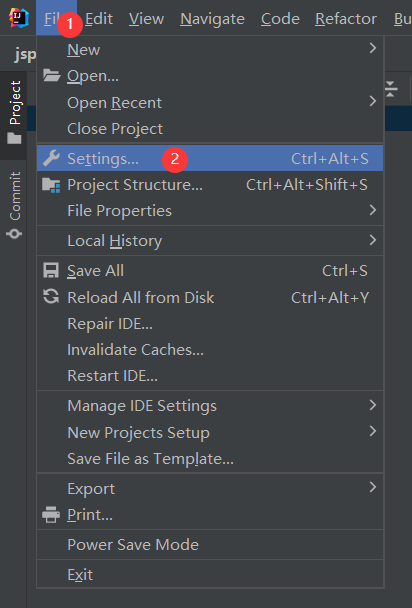 File 1 Edit View Navigate Code Refactor
jsp
Project
Commit
New
Open...
Open Recent
Close Project
Settings... 2 Ctrl+Alt+S
Project Structure... Ctrl+Alt+Shift+S
File Properties
Local History
Save All Ctrl+S
Reload All from Disk Ctrl+Alt+Y
Repair IDE...
Invalidate Caches...
Restart IDE...
Manage IDE Settings
New Projects Setup
Save File as Template...
Export
Print...
Power Save Mode
Exit